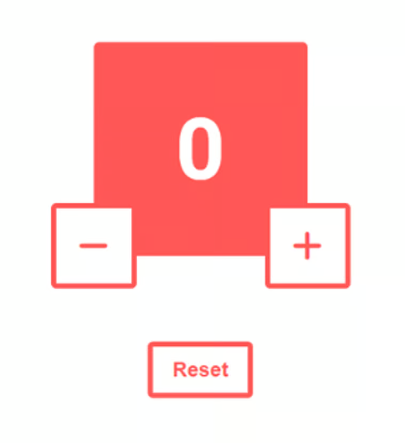 0
− +
Reset